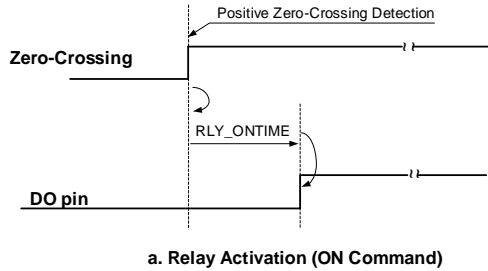 Positive Zero-Crossing Detection
Zero-Crossing
RLY_ONTIME
DO pin
a. Relay Activation (ON Command)